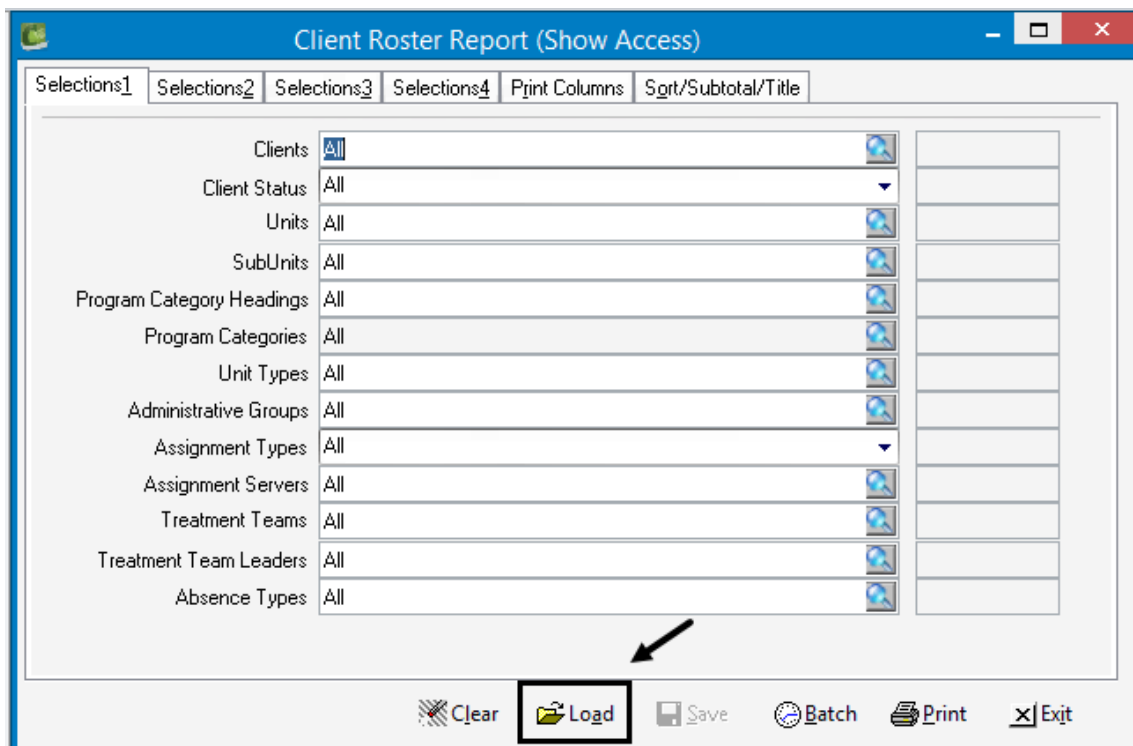 Client Roster Report (Show Access)
Selections1 Selections2 Selections3 Selections4 Print Columns Sort/Subtotal/Title
Clients All
Client Status All
Units All
SubUnits All
Program Category Headings All
Program Categories All
Unit Types All
Administrative Groups All
Assignment Types All
Assignment Servers All
Treatment Teams All
Treatment Team Leaders All
Absence Types All
Clear Load Save Batch Print Exit